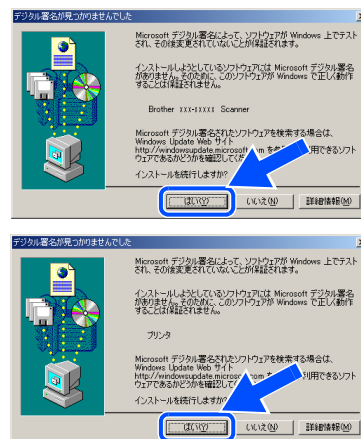 デジタル署名が見つかりませんでした
Microsoft デジタル署名によって、ソフトウェアが Windows 上でテスト
され、その後変更されていないことが保証されます。
インストールしようとしているソフトウェアには Microsoft デジタル署名
がありません。そのために、このソフトウェアが Windows で正しく動作
することは保証されません。
Brother xxx-xxxxx Scanner
Microsoft デジタル署名されたソフトウェアを検索する場合は、
Windows Update Web サイト
http://windowsupdate.microsoft.com を 利用できるソフト
ウェアであるかどうかを確認して
インストールを続行しますか?
はい(Y) いいえ(N) 詳細情報(M)
デジタル署名が見つかりませんでした
Microsoft デジタル署名によって、ソフトウェアが Windows 上でテスト
され、その後変更されていないことが保証されます。
インストールしようとしているソフトウェアには Microsoft デジタル署名
がありません。そのために、このソフトウェアが Windows で正しく動作
することは保証されません。
プリンタ
Microsoft デジタル署名されたソフトウェアを検索する場合は、
Windows Update Web サイト
http://windowsupdate.microsoft.com を 利用できるソフト
ウェアであるかどうかを確認して
インストールを続行しますか?
はい(Y) いいえ(N) 詳細情報(M)